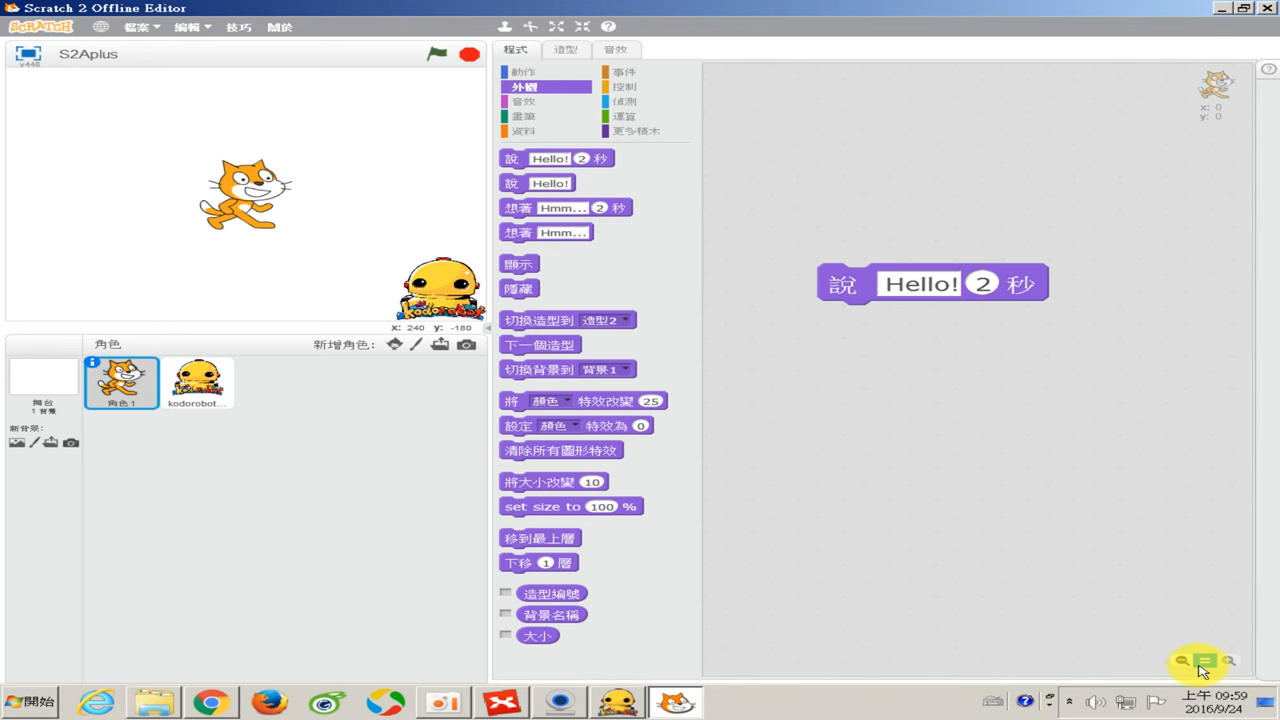 Scratch 2 Offline Editor
SCRATCH 檔案 編輯 技巧 關於
v448 S2Aplus
程式 造型 音效
動作 事件
外觀 控制
音效 偵測
畫筆 運算
資料 更多積木
x: 0
y: 0
說 Hello! 2 秒
說 Hello!
想著 Hmm... 2 秒
想著 Hmm...
顯示
隱藏
切換造型到 造型2
下一個造型
切換背景到 背景1
將 顏色 特效改變 25
設定 顏色 特效為 0
清除所有圖形特效
將大小改變 10
set size to 100 %
移到最上層
下移 1 層
造型編號
背景名稱
大小
說 Hello! 2 秒
kodorobot
x: 240 y: -180
角色 新增角色:
舞台
1 背景
新背景:
角色1
kodorobot...
開始
上午 09:59
2016/9/24